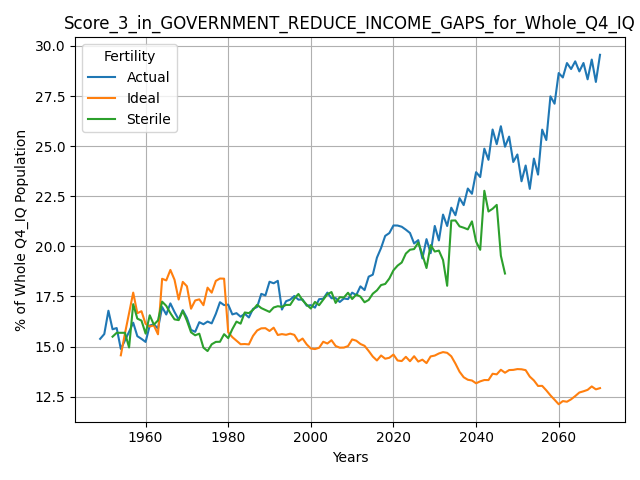 Score_3_in_GOVERNMENT_REDUCE_INCOME_GAPS_for_Whole_Q4_IQ
Fertility
Actual
Ideal
Sterile
% of Whole Q4_IQ Population
30.0
27.5
25.0
22.5
20.0
17.5
15.0
12.5
1960 1980 2000 2020 2040 2060
Years